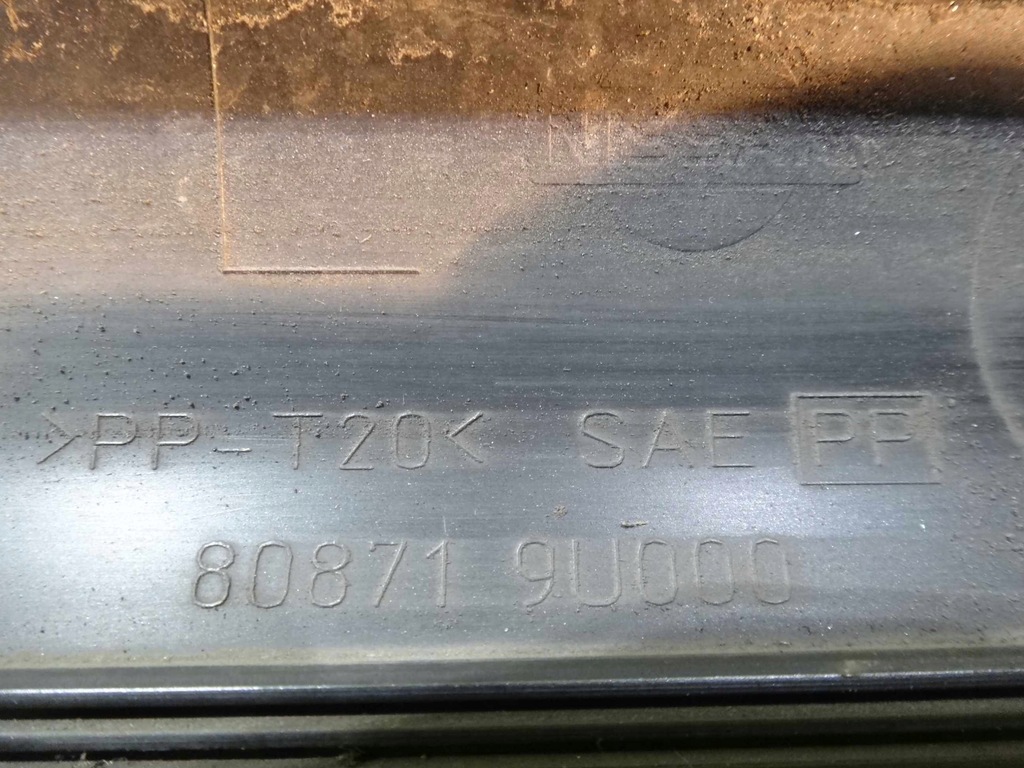 NISSAN
>PP-T20< SAE PP
80871 9U000